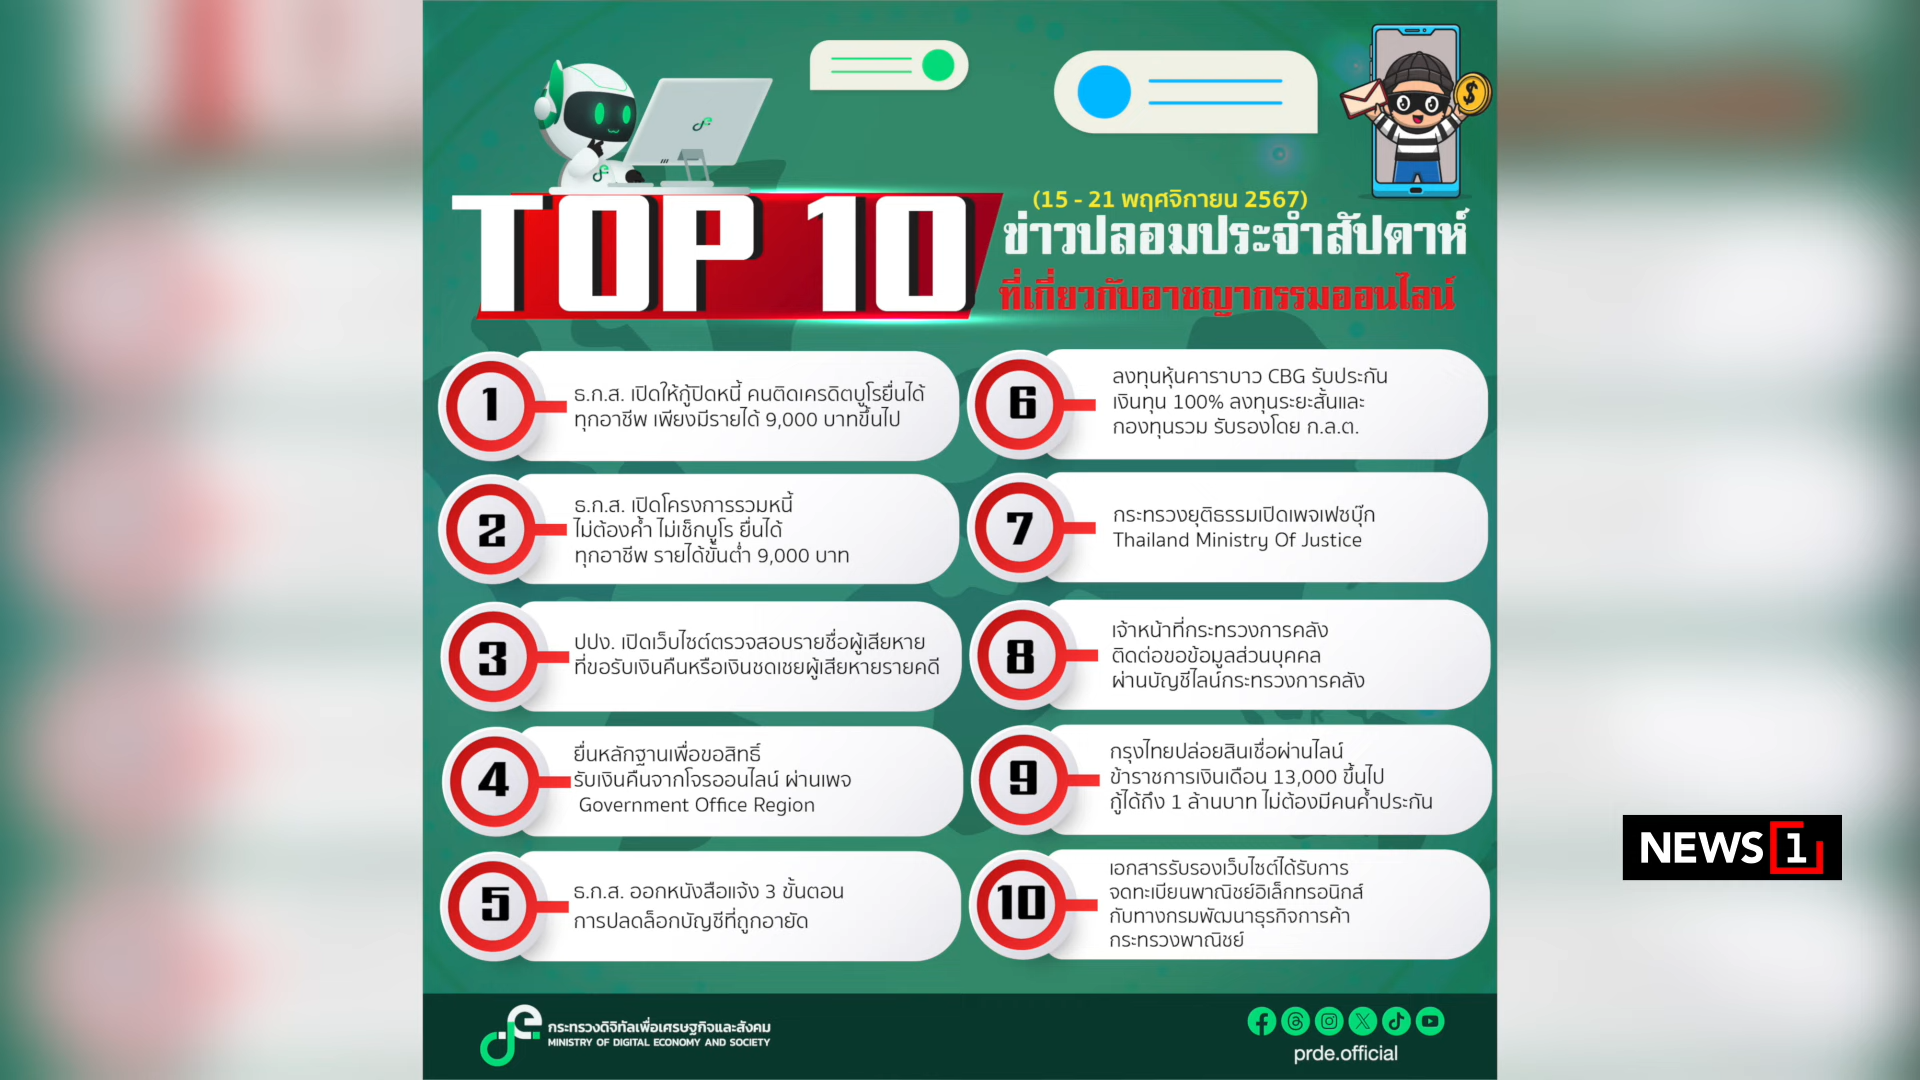 (15 - 21 พฤศจิกายน 2567)
TOP 10
ข่าวปลอมประจำสัปดาห์
ที่เกี่ยวกับอาชญากรรมออนไลน์
1
ธ.ก.ส. เปิดให้กู้ปิดหนี้ คนติดเครดิตบูโรยื่นได้
ทุกอาชีพ เพียงมีรายได้ 9,000 บาทขึ้นไป
2
ธ.ก.ส. เปิดโครงการรวมหนี้
ไม่ต้องค้ำ ไม่เช็กบูโร ยื่นได้
ทุกอาชีพ รายได้ขั้นต่ำ 9,000 บาท
3
ปปง. เปิดเว็บไซต์ตรวจสอบรายชื่อผู้เสียหาย
ที่ขอรับเงินคืนหรือเงินชดเชยผู้เสียหายรายคดี
4
ยื่นหลักฐานเพื่อขอสิทธิ์
รับเงินคืนจากโจรออนไลน์ ผ่านเพจ
Government Office Region
5
ธ.ก.ส. ออกหนังสือแจ้ง 3 ขั้นตอน
การปลดล็อกบัญชีที่ถูกอายัด
6
ลงทุนหุ้นคาราบาว CBG รับประกัน
เงินทุน 100% ลงทุนระยะสั้นและ
กองทุนรวม รับรองโดย ก.ล.ต.
7
กระทรวงยุติธรรมเปิดเพจเฟซบุ๊ก
Thailand Ministry Of Justice
8
เจ้าหน้าที่กระทรวงการคลัง
ติดต่อขอข้อมูลส่วนบุคคล
ผ่านบัญชีไลน์กระทรวงการคลัง
9
กรุงไทยปล่อยสินเชื่อผ่านไลน์
ข้าราชการเงินเดือน 13,000 ขึ้นไป
กู้ได้ถึง 1 ล้านบาท ไม่ต้องมีคนค้ำประกัน
10
เอกสารรับรองเว็บไซต์ได้รับการ
จดทะเบียนพาณิชย์อิเล็กทรอนิกส์
กับทางกรมพัฒนาธุรกิจการค้า
กระทรวงพาณิชย์
NEWS 1
กระทรวงดิจิทัลเพื่อเศรษฐกิจและสังคม
MINISTRY OF DIGITAL ECONOMY AND SOCIETY
prde.official